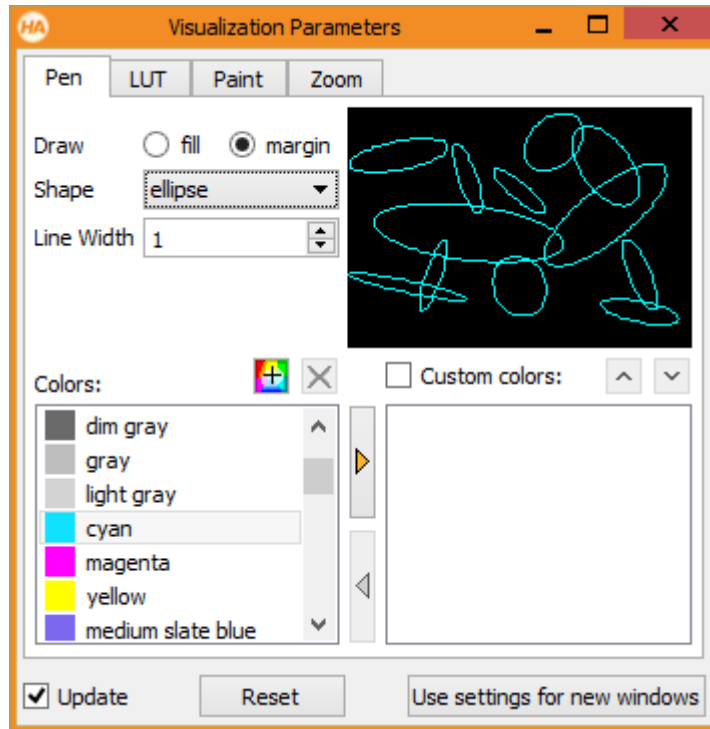 HA Visualization Parameters
Pen LUT Paint Zoom
Draw fill margin
Shape ellipse
Line Width 1
Colors: Custom colors:
dim gray
gray
light gray
cyan
magenta
yellow
medium slate blue
Update Reset Use settings for new windows